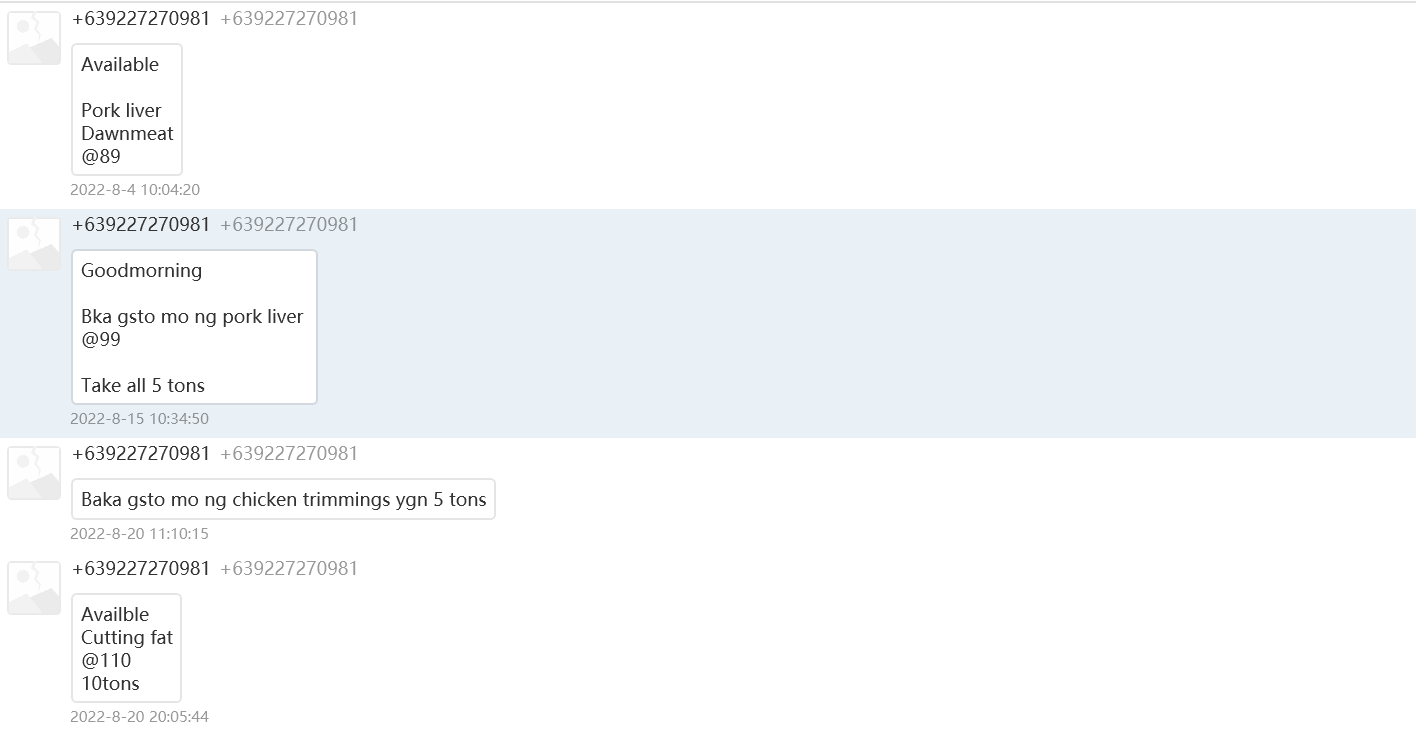 +639227270981 +639227270981
Available
Pork liver
Dawnmeat
@89
2022-8-4 10:04:20
+639227270981 +639227270981
Goodmorning
Bka gsto mo ng pork liver
@99
Take all 5 tons
2022-8-15 10:34:50
+639227270981 +639227270981
Baka gsto mo ng chicken trimmings ygn 5 tons
2022-8-20 11:10:15
+639227270981 +639227270981
Availble
Cutting fat
@110
10tons
2022-8-20 20:05:44